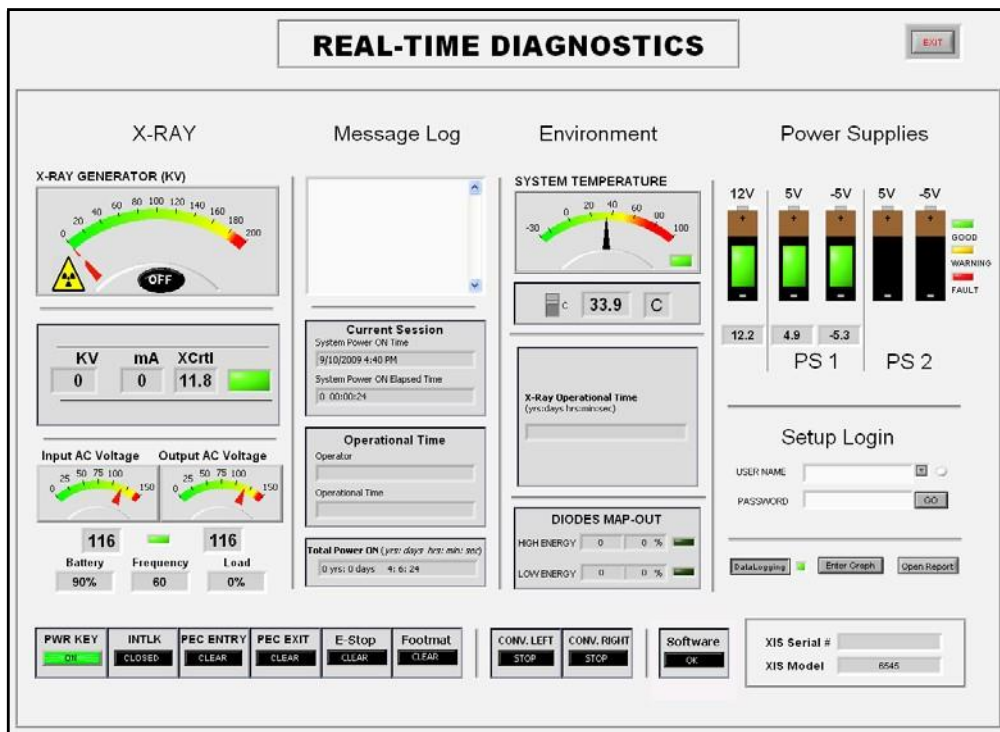 REAL-TIME DIAGNOSTICS
EXIT
X-RAY
Message Log
Environment
Power Supplies
X-RAY GENERATOR (KV)
0 20 40 60 80 100 120 140 160 180 200
OFF
KV mA XCrtl
0 0 11.8
Input AC Voltage Output AC Voltage
0 25 50 75 100 150 0 25 50 75 100 150
116 116
Battery Frequency Load
90% 60 0%
Current Session
System Power ON Time
9/10/2009 4:40 PM
System Power ON Elapsed Time
0 00:00:24
Operational Time
Operator
Operational Time
Total Power ON (yrs: days hrs: min: sec)
0 yrs: 0 days 4: 6: 24
SYSTEM TEMPERATURE
-30 0 20 40 60 80 100
C 33.9 C
X-Ray Operational Time
(yrs:days hrs:min:sec)
DIODES MAP-OUT
HIGH ENERGY 0 0 %
LOW ENERGY 0 0 %
12V 5V -5V 5V -5V
GOOD
WARNING
FAULT
12.2 4.9 -5.3
PS 1 PS 2
Setup Login
USER NAME
PASSWORD GO
DataLogging Enter Graph Open Report
PWR KEY INTLK PEC ENTRY PEC EXIT E-Stop Footmat CONV. LEFT CONV. RIGHT Software
ON CLOSED CLEAR CLEAR CLEAR CLEAR STOP STOP OK
XIS Serial #
XIS Model 6545